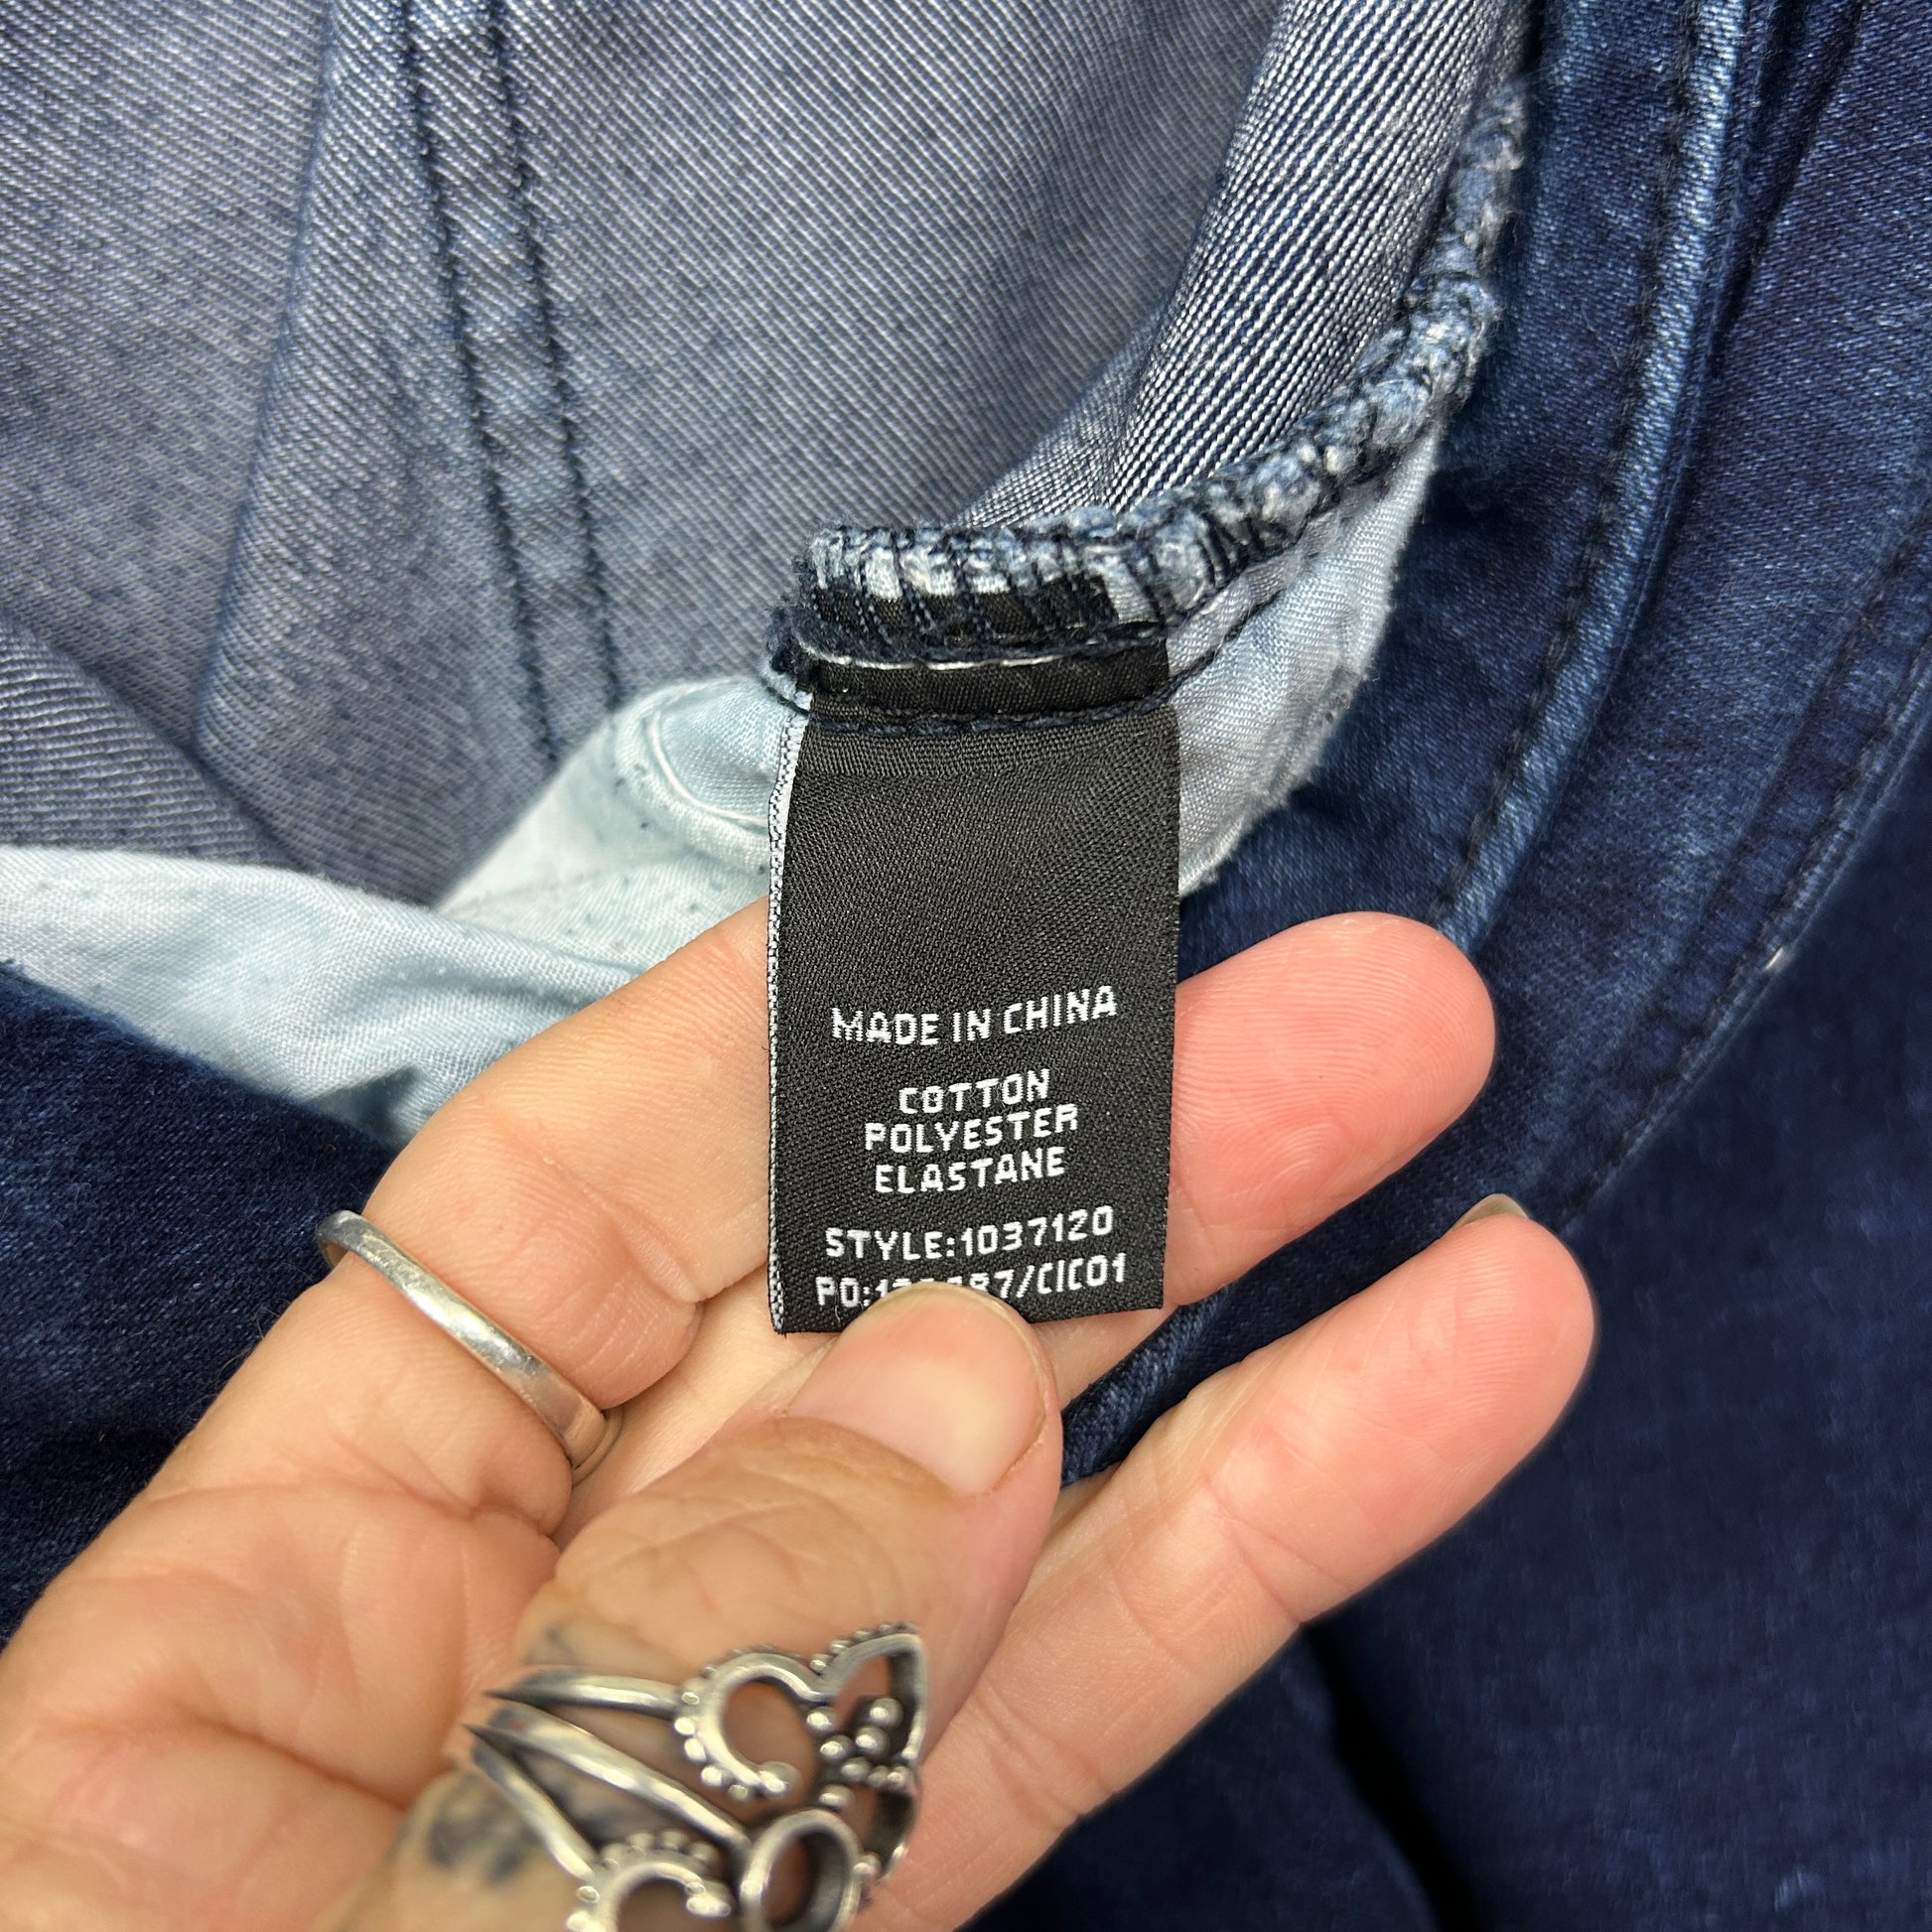 MADE IN CHINA
COTTON
POLYESTER
ELASTANE
STYLE:1037120